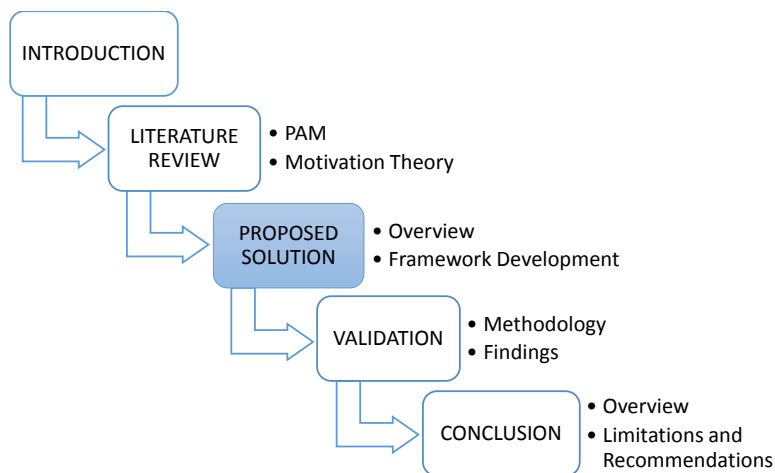 INTRODUCTION
LITERATURE
REVIEW
• PAM
• Motivation Theory
PROPOSED
SOLUTION
• Overview
• Framework Development
VALIDATION
• Methodology
• Findings
CONCLUSION
• Overview
• Limitations and
Recommendations